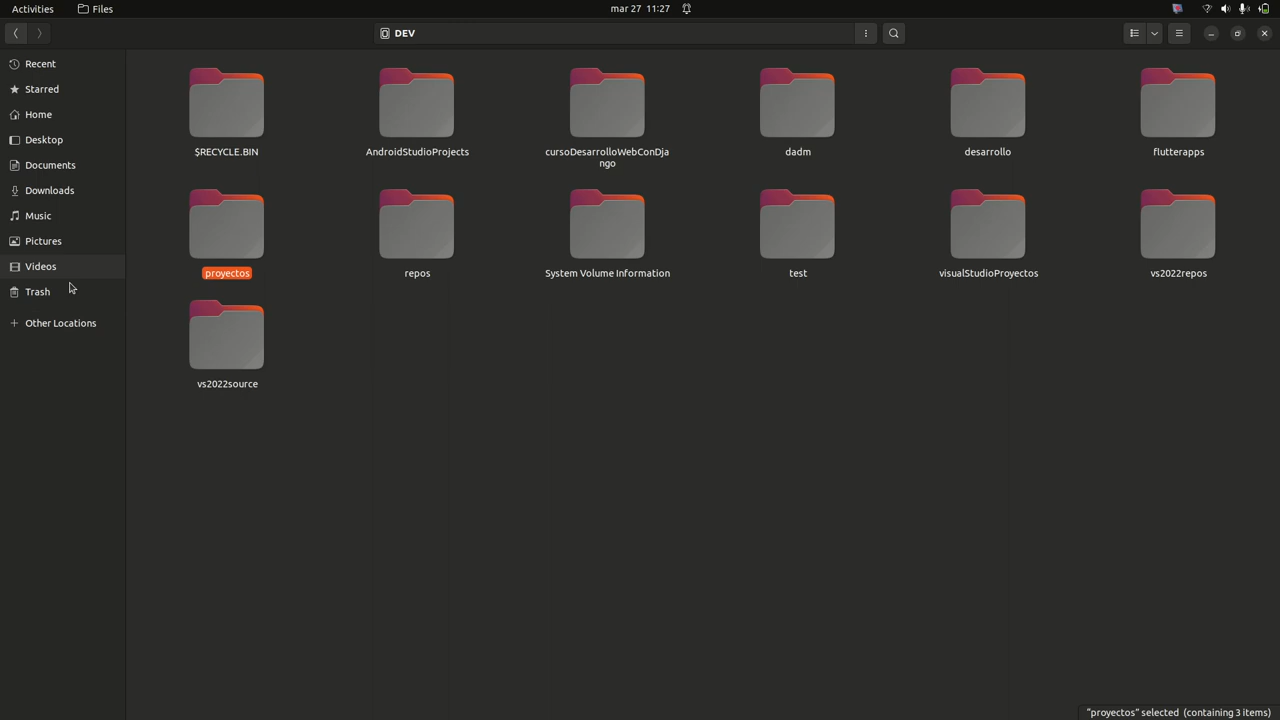 Activities
Files
mar 27 11:27
DEV
Recent
Starred
Home
Desktop
Documents
Downloads
Music
Pictures
Videos
Trash
Other Locations
$RECYCLE.BIN
AndroidStudioProjects
cursoDesarrolloWebConDja
ngo
dadm
desarrollo
flutterapps
proyectos
repos
System Volume Information
test
visualStudioProyectos
vs2022repos
vs2022source
"proyectos" selected (containing 3 items)